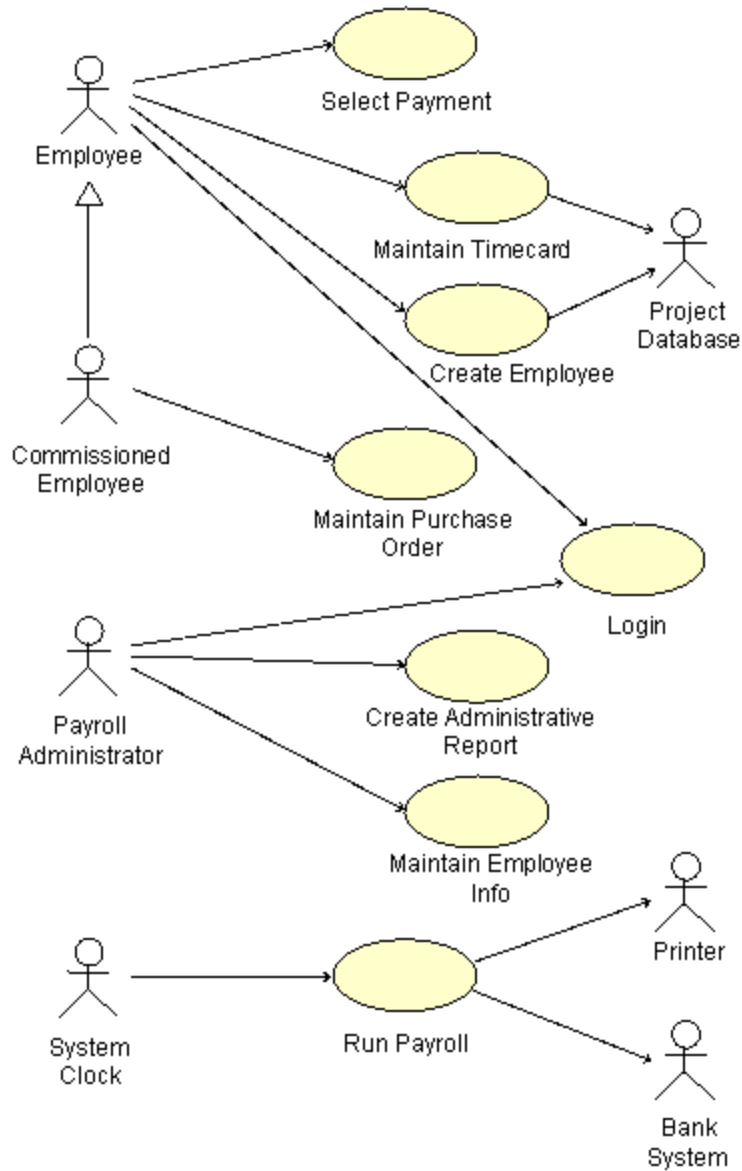 Select Payment
Employee
Maintain Timecard
Project
Database
Create Employee
Commissioned
Employee
Maintain Purchase
Order
Login
Payroll
Administrator
Create Administrative
Report
Maintain Employee
Info
Printer
System
Clock
Run Payroll
Bank
System